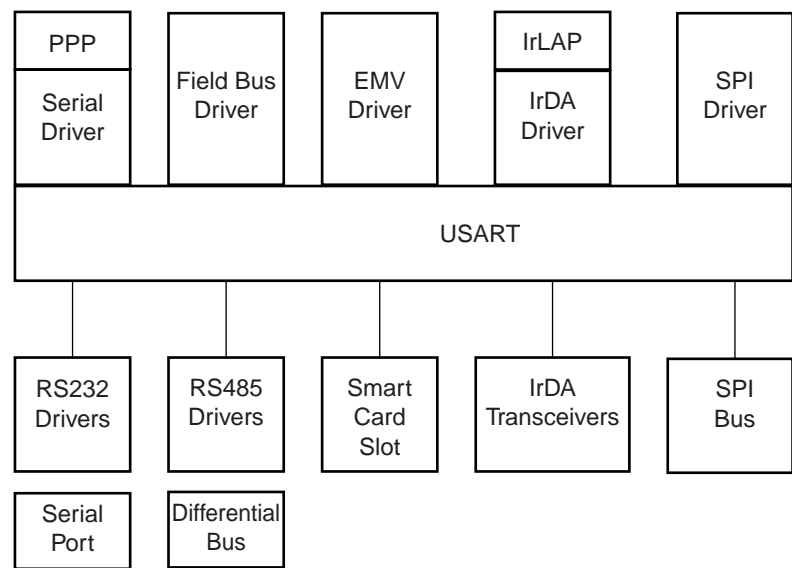 PPP
Serial
Driver
Field Bus
Driver
EMV
Driver
IrLAP
IrDA
Driver
SPI
Driver
USART
RS232
Drivers
RS485
Drivers
Smart
Card
Slot
IrDA
Transceivers
SPI
Bus
Serial
Port
Differential
Bus